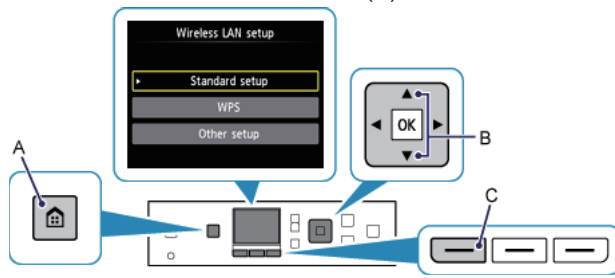 Wireless LAN setup
Standard setup
WPS
Other setup
A
OK
B
C